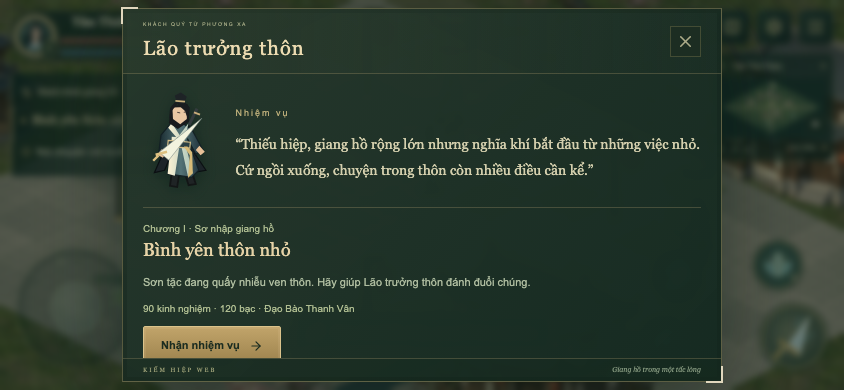 KHÁCH QUÝ TỪ PHƯƠNG XA
Lão trưởng thôn
Nhiệm vụ
“Thiếu hiệp, giang hồ rộng lớn nhưng nghĩa khí bắt đầu từ những việc nhỏ.
Cứ ngồi xuống, chuyện trong thôn còn nhiều điều cần kể.”
Chương I · Sơ nhập giang hồ
Bình yên thôn nhỏ
Sơn tặc đang quấy nhiễu ven thôn. Hãy giúp Lão trưởng thôn đánh đuổi chúng.
90 kinh nghiệm · 120 bạc · Đạo Bào Thanh Vân
Nhận nhiệm vụ →
KIẾM HIỆP WEB
Giang hồ trong một tấc lòng